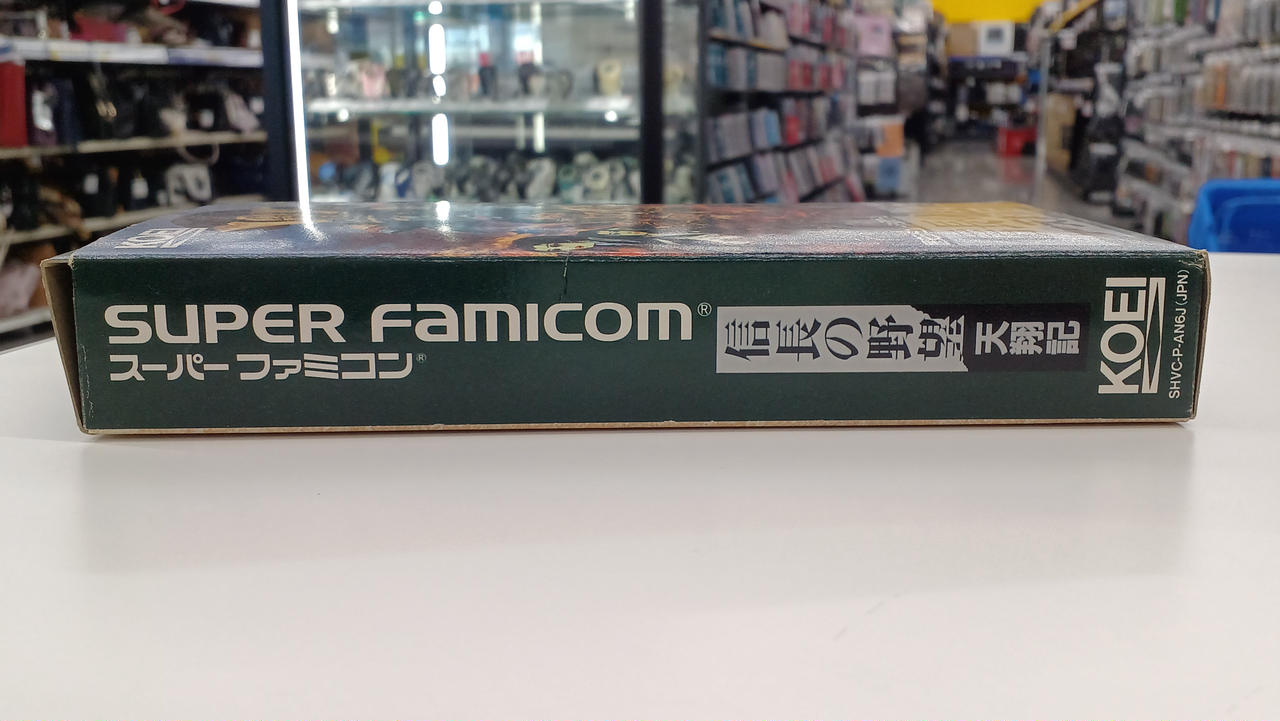 KOEI
SUPER FAMICOM®
スーパーファミコン®
信長の野望 天翔記
KOEI
SHVC-P-AN6J(JPN)